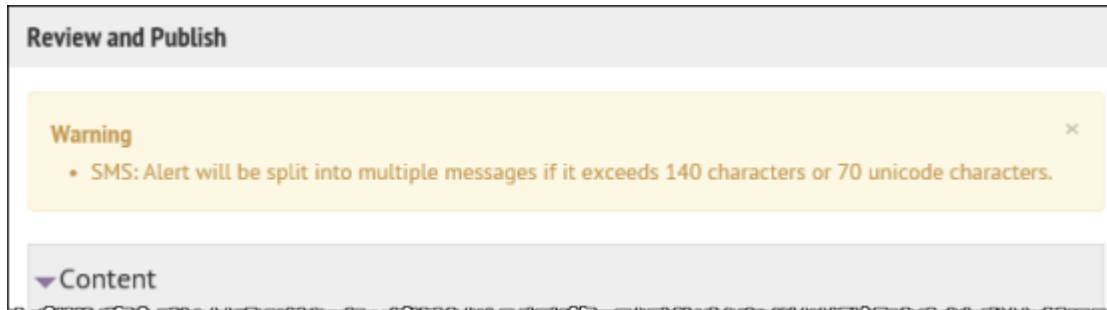 Review and Publish
Warning
×
• SMS: Alert will be split into multiple messages if it exceeds 140 characters or 70 unicode characters.
Content